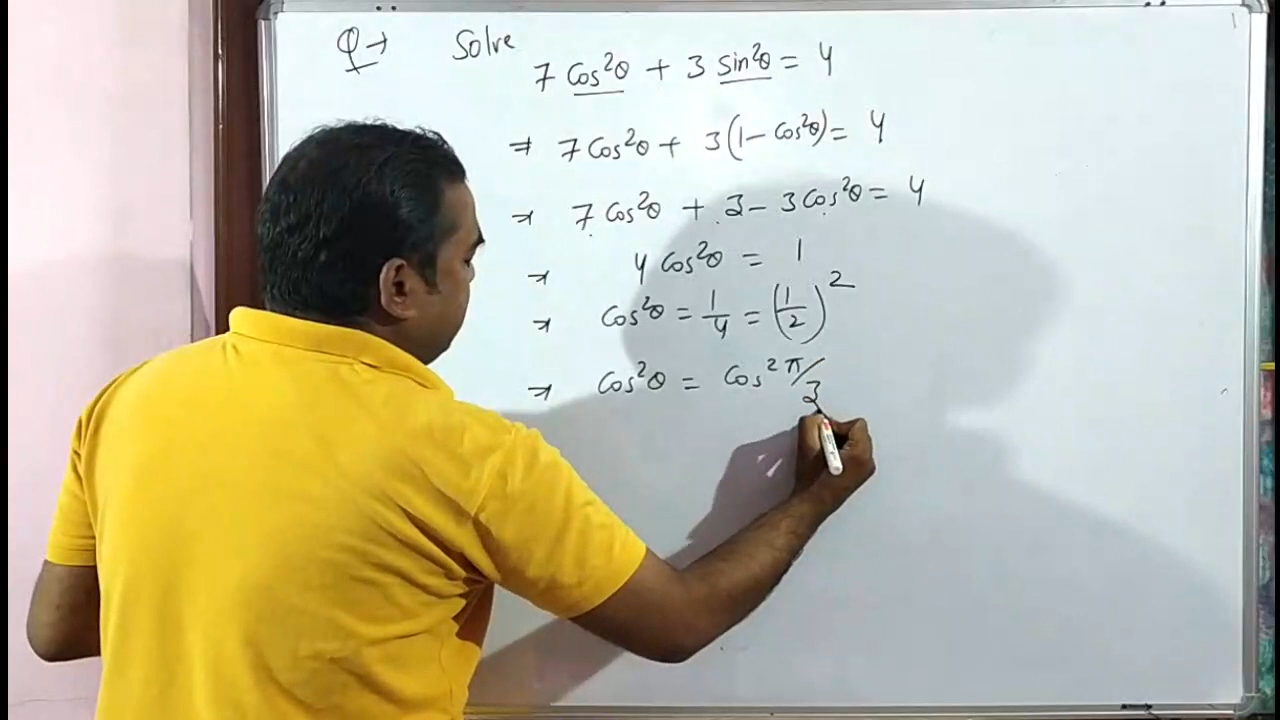 Q→ Solve
7 Cos²θ + 3 sin²θ = 4
⇒ 7 Cos²θ + 3(1 - Cos²θ) = 4
⇒ 7 Cos²θ + 3 - 3 Cos²θ = 4
⇒ 4 Cos²θ = 1
⇒ Cos²θ = 1/4 = (1/2)²
⇒ Cos²θ = Cos² π/3